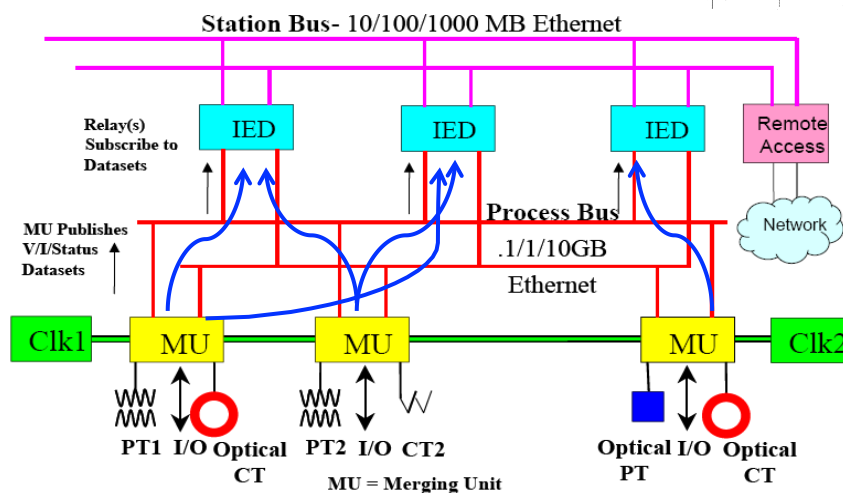 Station Bus- 10/100/1000 MB Ethernet
Relay(s)
Subscribe to
Datasets
IED
IED
IED
Remote
Access
MU Publishes
V/I/Status
Datasets
Process Bus
.1/1/10GB
Ethernet
Network
Clk1
MU
MU
MU
Clk2
PT1 I/O Optical
CT
PT2 I/O CT2
Optical I/O Optical
PT CT
MU = Merging Unit